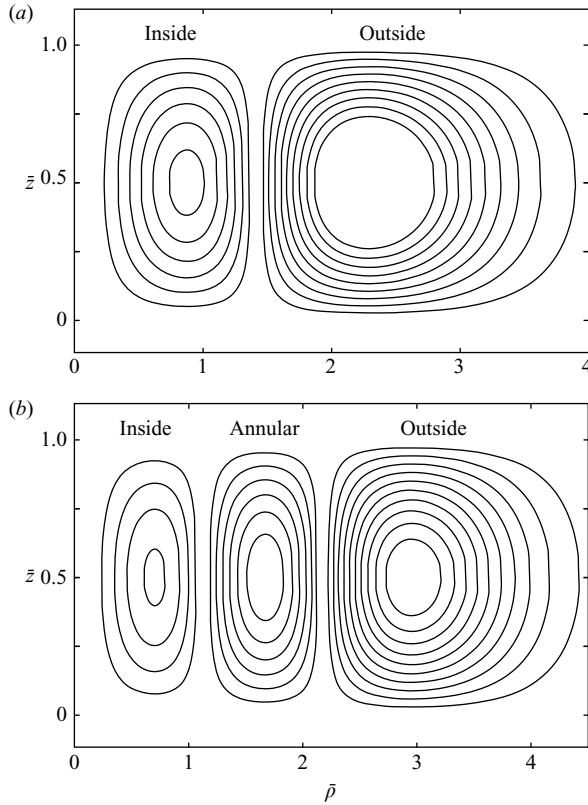 (a)
Inside Outside
1.0
z̄ 0.5
0
0 1 2 3 4
(b)
Inside Annular Outside
1.0
z̄ 0.5
0
0 1 2 3 4
ρ̄